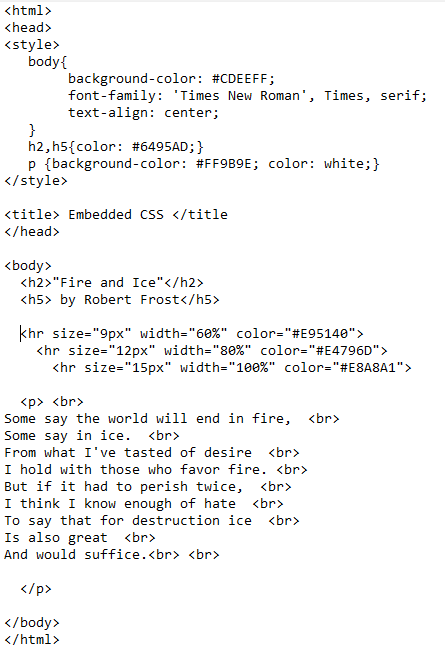 <html>
<head>
<style>
   body{
        background-color: #CDEEFF;
        font-family: 'Times New Roman', Times, serif;
        text-align: center;
   }
   h2,h5{color: #6495AD;}
   p {background-color: #FF9B9E; color: white;}
</style>

<title> Embedded CSS </title
</head>

<body>
  <h2>"Fire and Ice"</h2>
  <h5> by Robert Frost</h5>

  <hr size="9px" width="60%" color="#E95140">
    <hr size="12px" width="80%" color="#E4796D">
      <hr size="15px" width="100%" color="#E8A8A1">

  <p> <br>
Some say the world will end in fire,  <br>
Some say in ice.  <br>
From what I've tasted of desire  <br>
I hold with those who favor fire. <br>
But if it had to perish twice,  <br>
I think I know enough of hate  <br>
To say that for destruction ice  <br>
Is also great  <br>
And would suffice.<br> <br>

  </p>

</body>
</html>